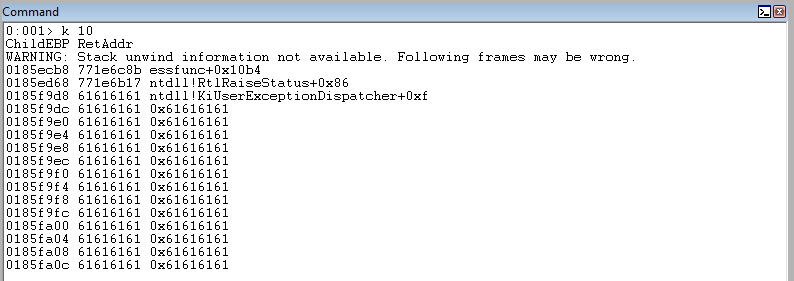 Command
0:001> k 10
ChildEBP RetAddr
WARNING: Stack unwind information not available. Following frames may be wrong.
0185ecb8 771e6c8b essfunc+0x10b4
0185ed68 771e6b17 ntdll!RtlRaiseStatus+0x86
0185f9d8 61616161 ntdll!KiUserExceptionDispatcher+0xf
0185f9dc 61616161 0x61616161
0185f9e0 61616161 0x61616161
0185f9e4 61616161 0x61616161
0185f9e8 61616161 0x61616161
0185f9ec 61616161 0x61616161
0185f9f0 61616161 0x61616161
0185f9f4 61616161 0x61616161
0185f9f8 61616161 0x61616161
0185f9fc 61616161 0x61616161
0185fa00 61616161 0x61616161
0185fa04 61616161 0x61616161
0185fa08 61616161 0x61616161
0185fa0c 61616161 0x61616161